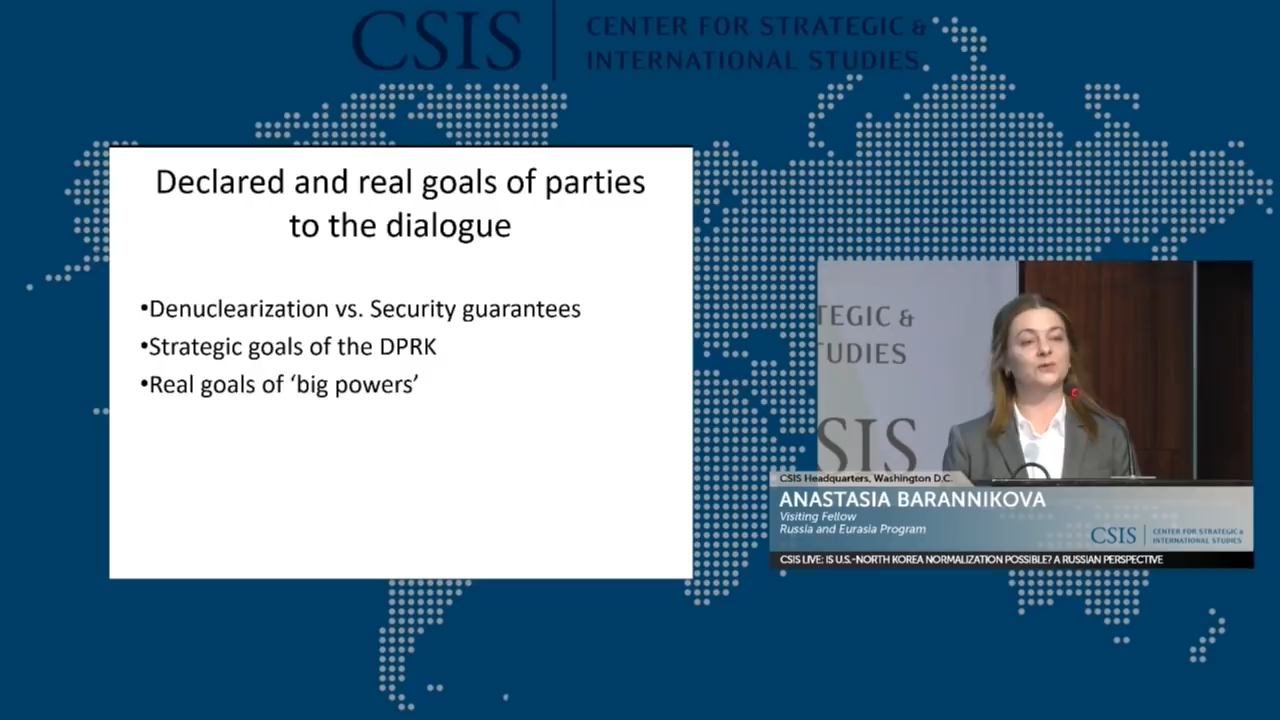 CSIS
CENTER FOR STRATEGIC &
INTERNATIONAL STUDIES
Declared and real goals of parties
to the dialogue
•Denuclearization vs. Security guarantees
•Strategic goals of the DPRK
•Real goals of ‘big powers’
TEGIC &
TUDIES
SIS
CSIS Headquarters, Washington D.C.
ANASTASIA BARANNIKOVA
Visiting Fellow
Russia and Eurasia Program
CSIS
CENTER FOR STRATEGIC &
INTERNATIONAL STUDIES
CSIS LIVE: IS U.S.-NORTH KOREA NORMALIZATION POSSIBLE? A RUSSIAN PERSPECTIVE